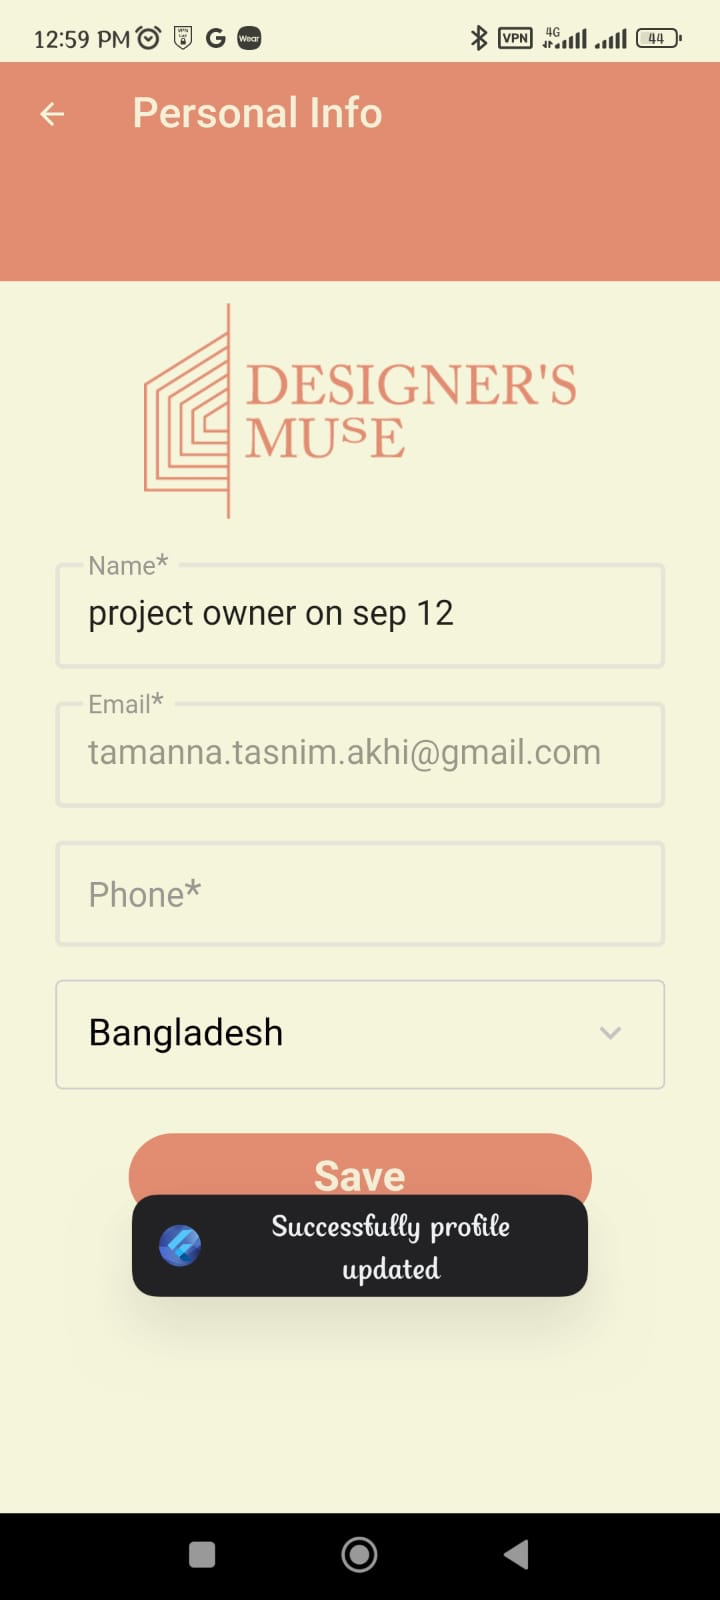 12:59 PM
G
Wear
VPN
4G
44
Personal Info
DESIGNER'S
MUSE
Name*
project owner on sep 12
Email*
tamanna.tasnim.akhi@gmail.com
Phone*
Bangladesh
Save
Successfully profile
updated